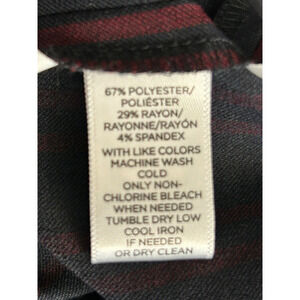 67% POLYESTER/
POLIÉSTER
29% RAYON/
RAYONNE/RAYÓN
4% SPANDEX
WITH LIKE COLORS
MACHINE WASH
COLD
ONLY NON-
CHLORINE BLEACH
WHEN NEEDED
TUMBLE DRY LOW
COOL IRON
IF NEEDED
OR DRY CLEAN